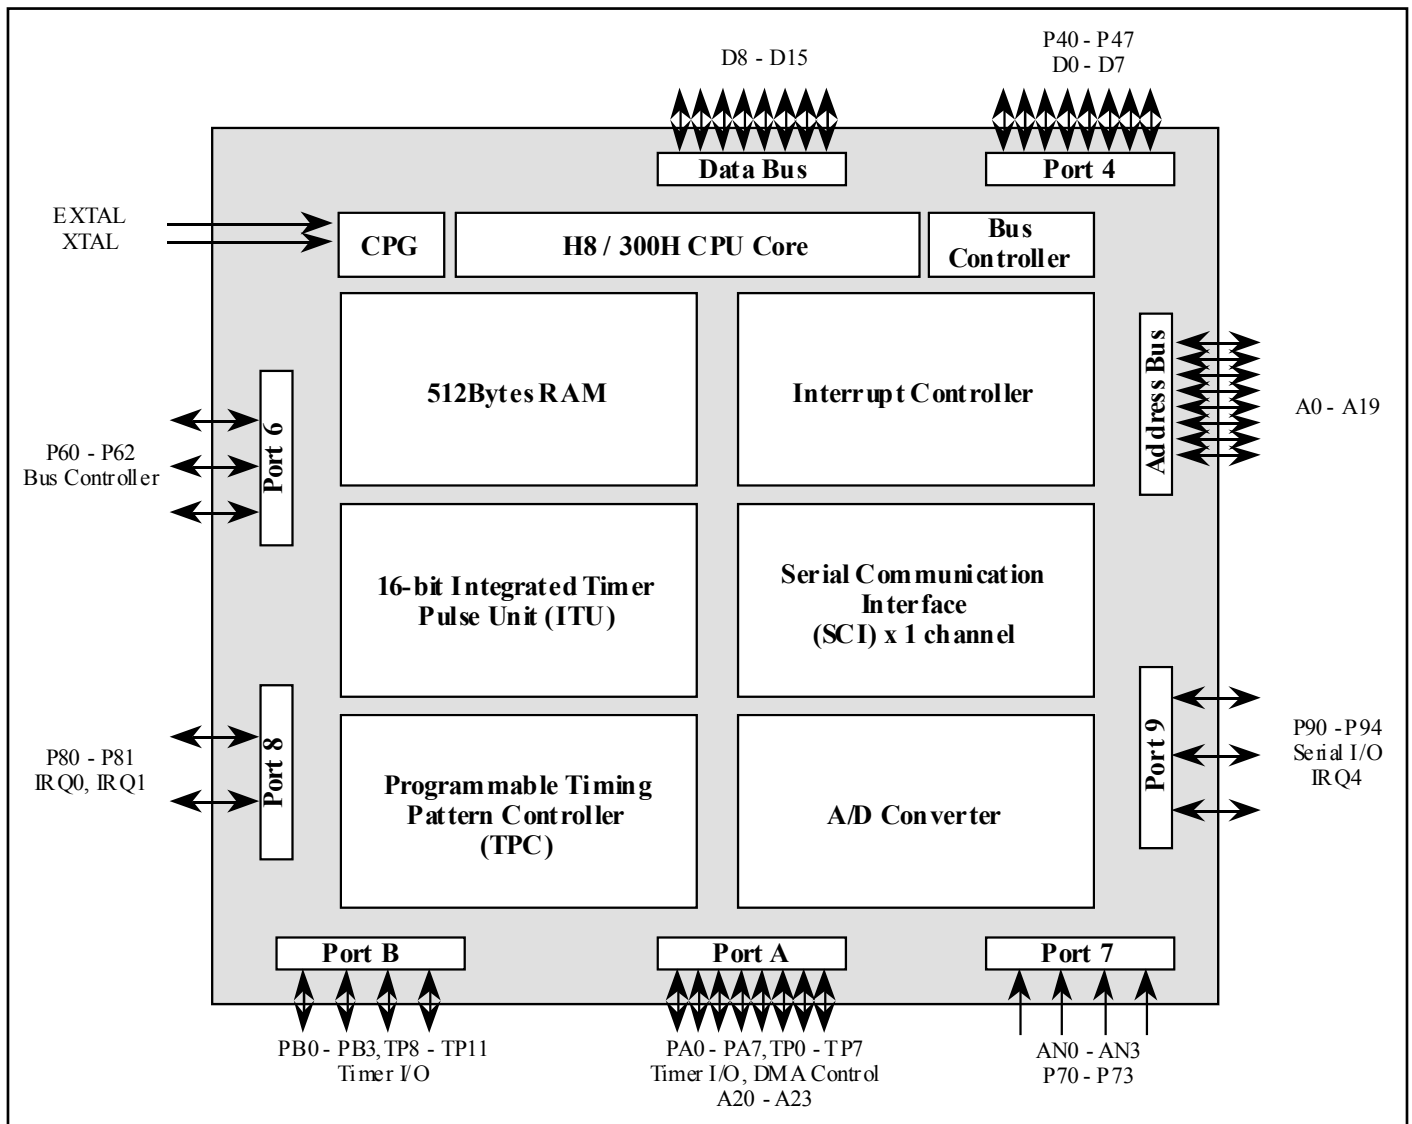 D8 - D15
P40 - P47
D0 - D7
Data Bus
Port 4
EXTAL
XTAL
CPG
H8 / 300H CPU Core
Bus
Controller
512Bytes RAM
Interrupt Controller
Address Bus
A0 - A19
P60 - P62
Bus Controller
Port 6
16-bit Integrated Timer
Pulse Unit (ITU)
Serial Communication
Interface
(SCI) x 1 channel
P80 - P81
IRQ0, IRQ1
Port 8
Programmable Timing
Pattern Controller
(TPC)
A/D Converter
Port 9
P90 - P94
Serial I/O
IRQ4
Port B
Port A
Port 7
PB0 - PB3, TP8 - TP11
Timer I/O
PA0 - PA7, TP0 - TP7
Timer I/O, DMA Control
A20 - A23
AN0 - AN3
P70 - P73